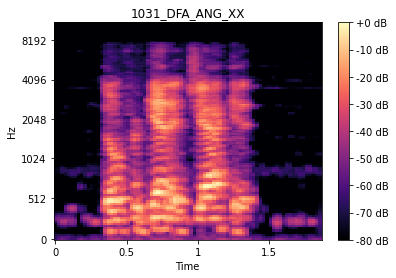 1031_DFA_ANG_XX
+0 dB
8192
-10 dB
4096
-20 dB
-30 dB
2048
Hz
-40 dB
1024
-50 dB
512
-60 dB
-70 dB
0
-80 dB
0 0.5 1 1.5
Time